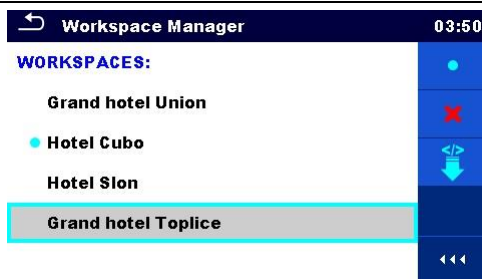 Workspace Manager 03:50
WORKSPACES:
Grand hotel Union
Hotel Cubo
Hotel Slon
Grand hotel Toplice